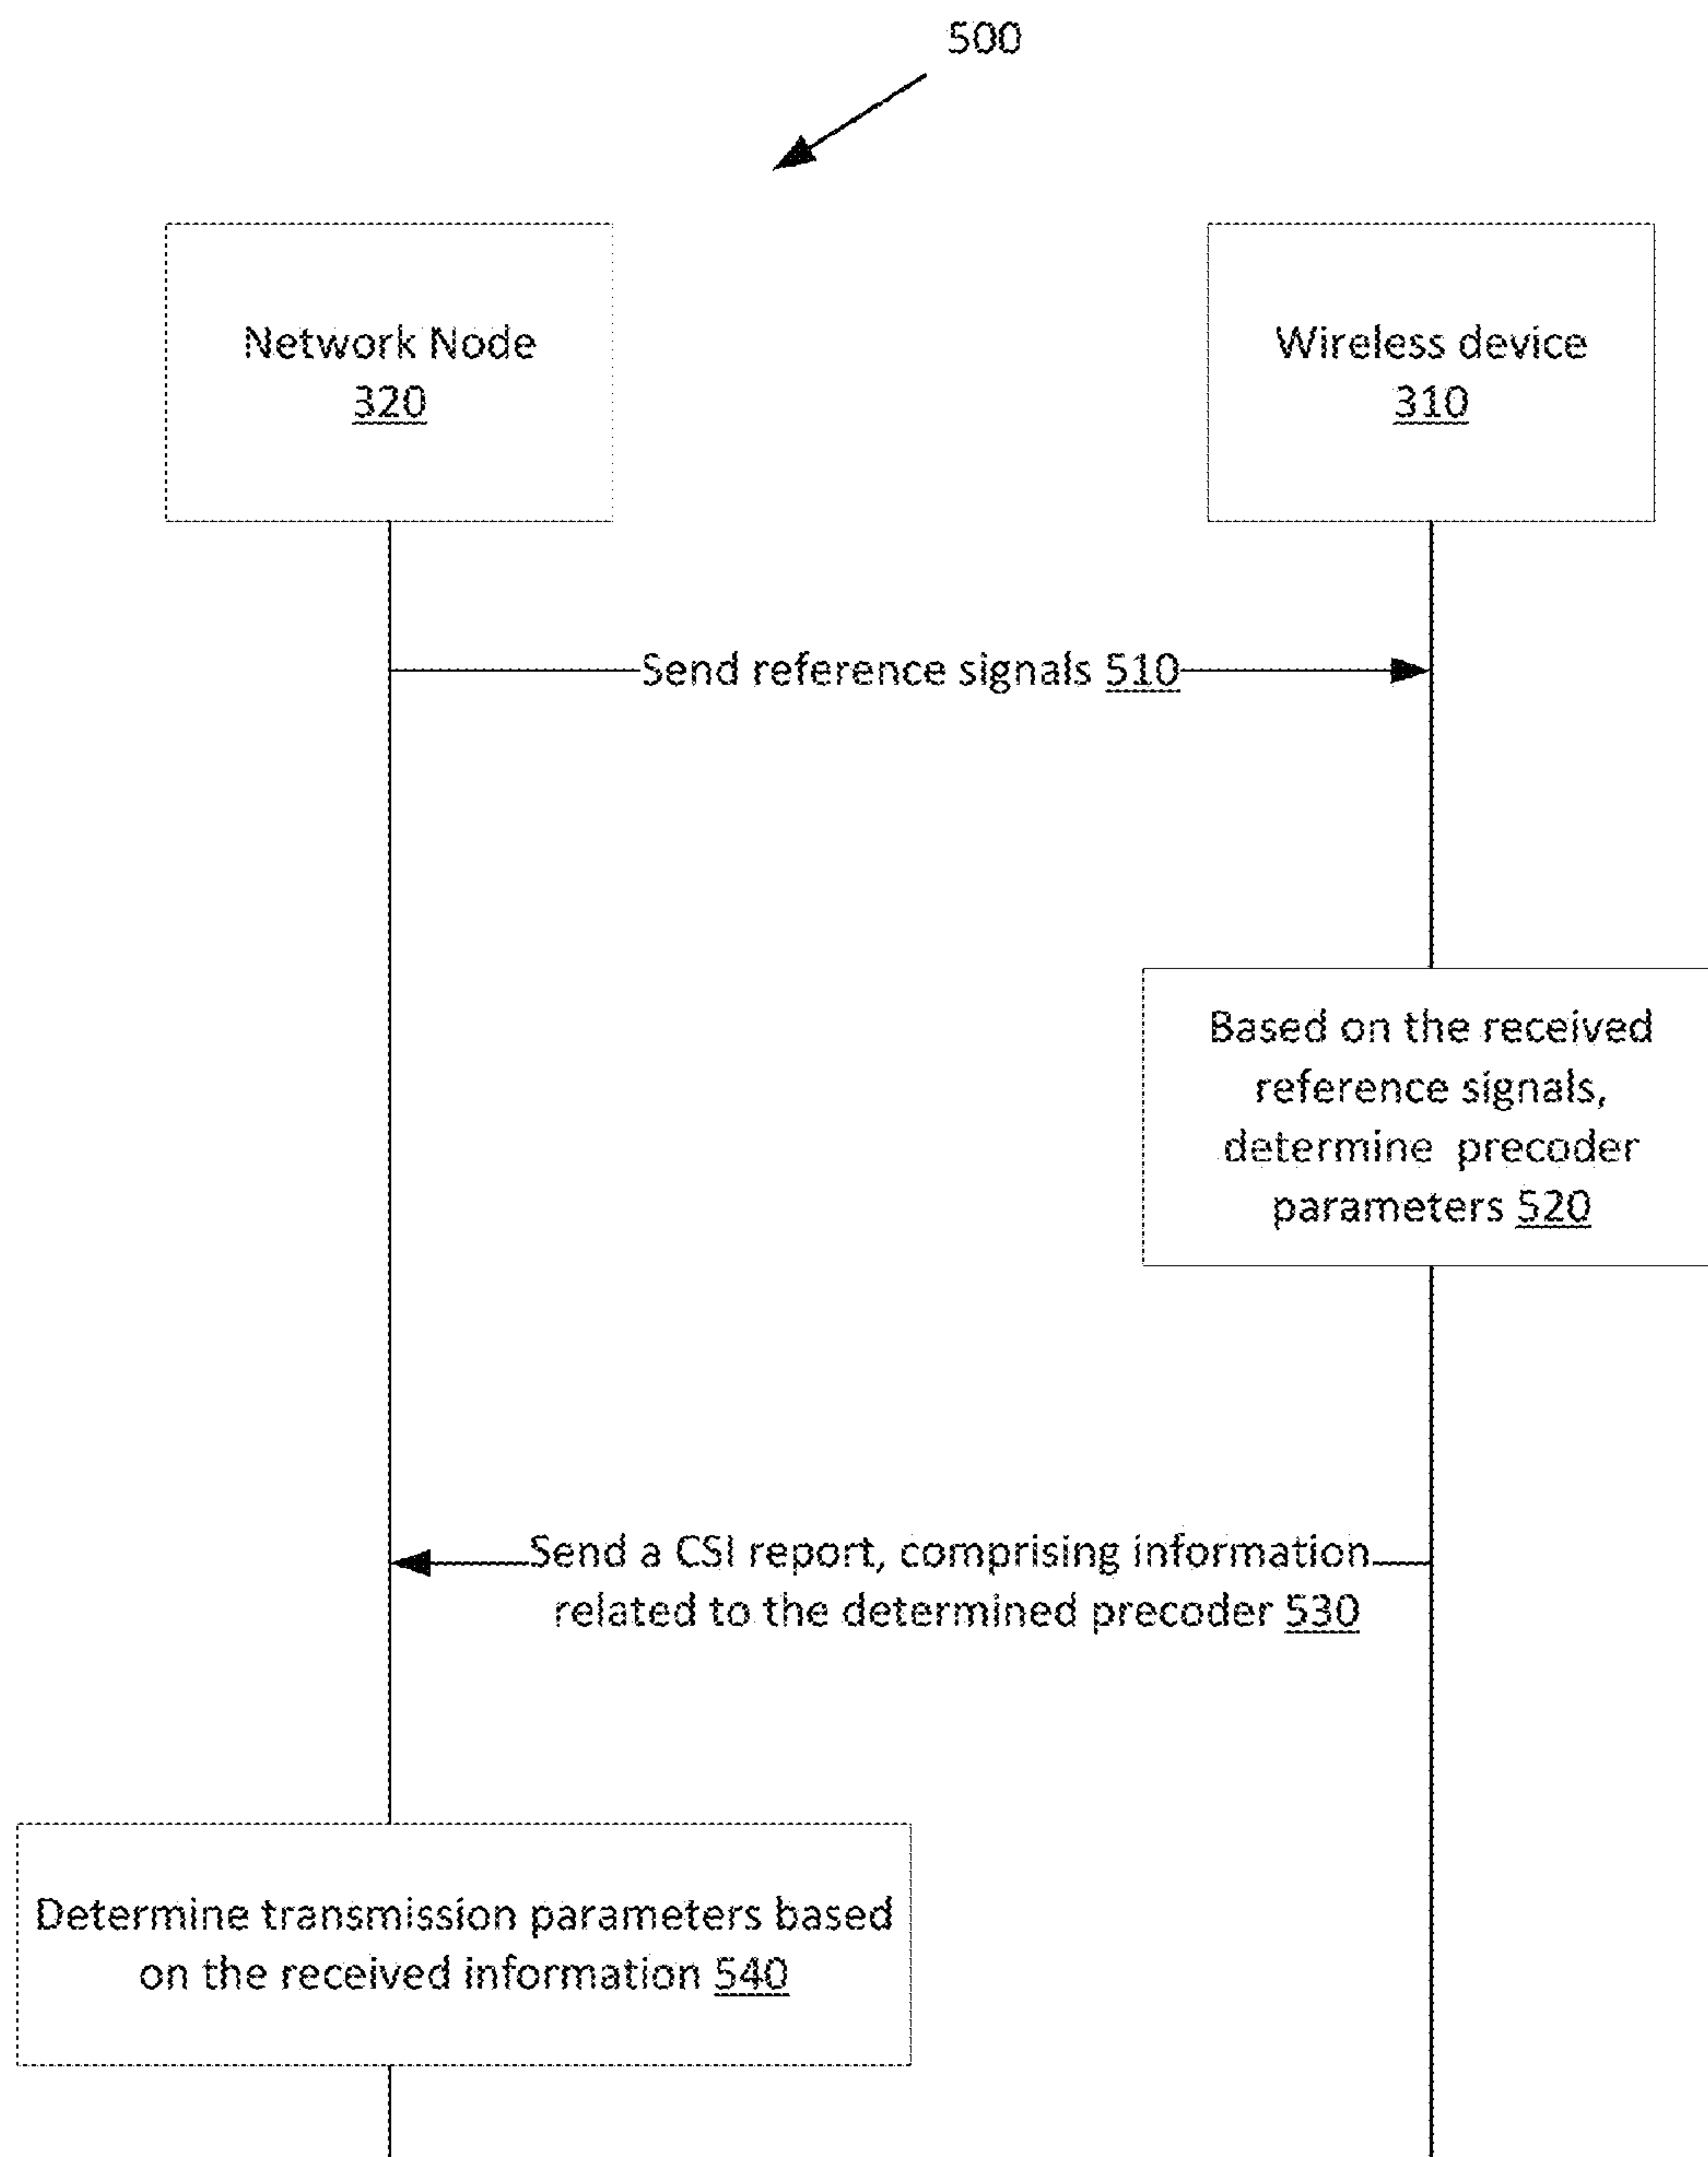 500
Network Node
320
Wireless device
310
Send reference signals 510
Based on the received
reference signals,
determine precoder
parameters 520
Send a CSI report, comprising information
related to the determined precoder 530
Determine transmission parameters based
on the received information 540